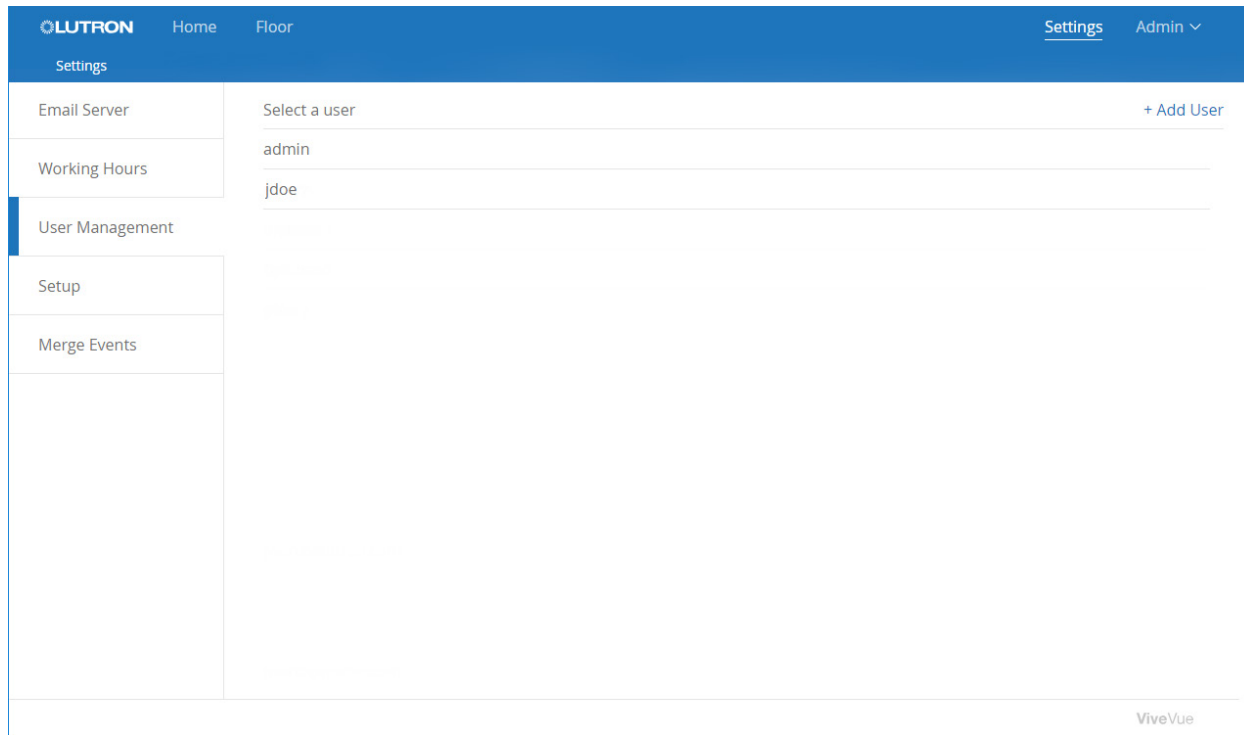 LUTRON Home Floor Settings Admin
Settings
Email Server
Working Hours
User Management
Setup
Merge Events
Select a user + Add User
admin
jdoe
ViveVue